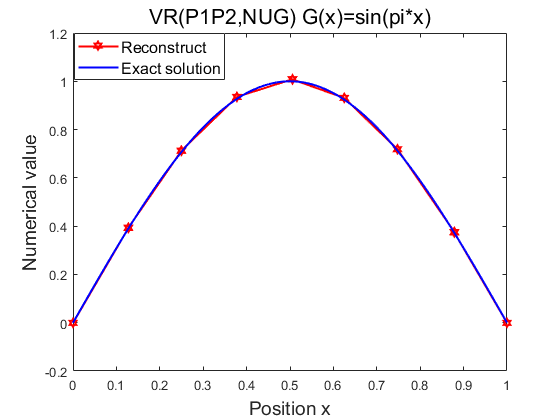 VR(P1P2,NUG) G(x)=sin(pi*x)
Reconstruct
Exact solution
Numerical value
1.2
1
0.8
0.6
0.4
0.2
0
-0.2
0 0.1 0.2 0.3 0.4 0.5 0.6 0.7 0.8 0.9 1
Position x